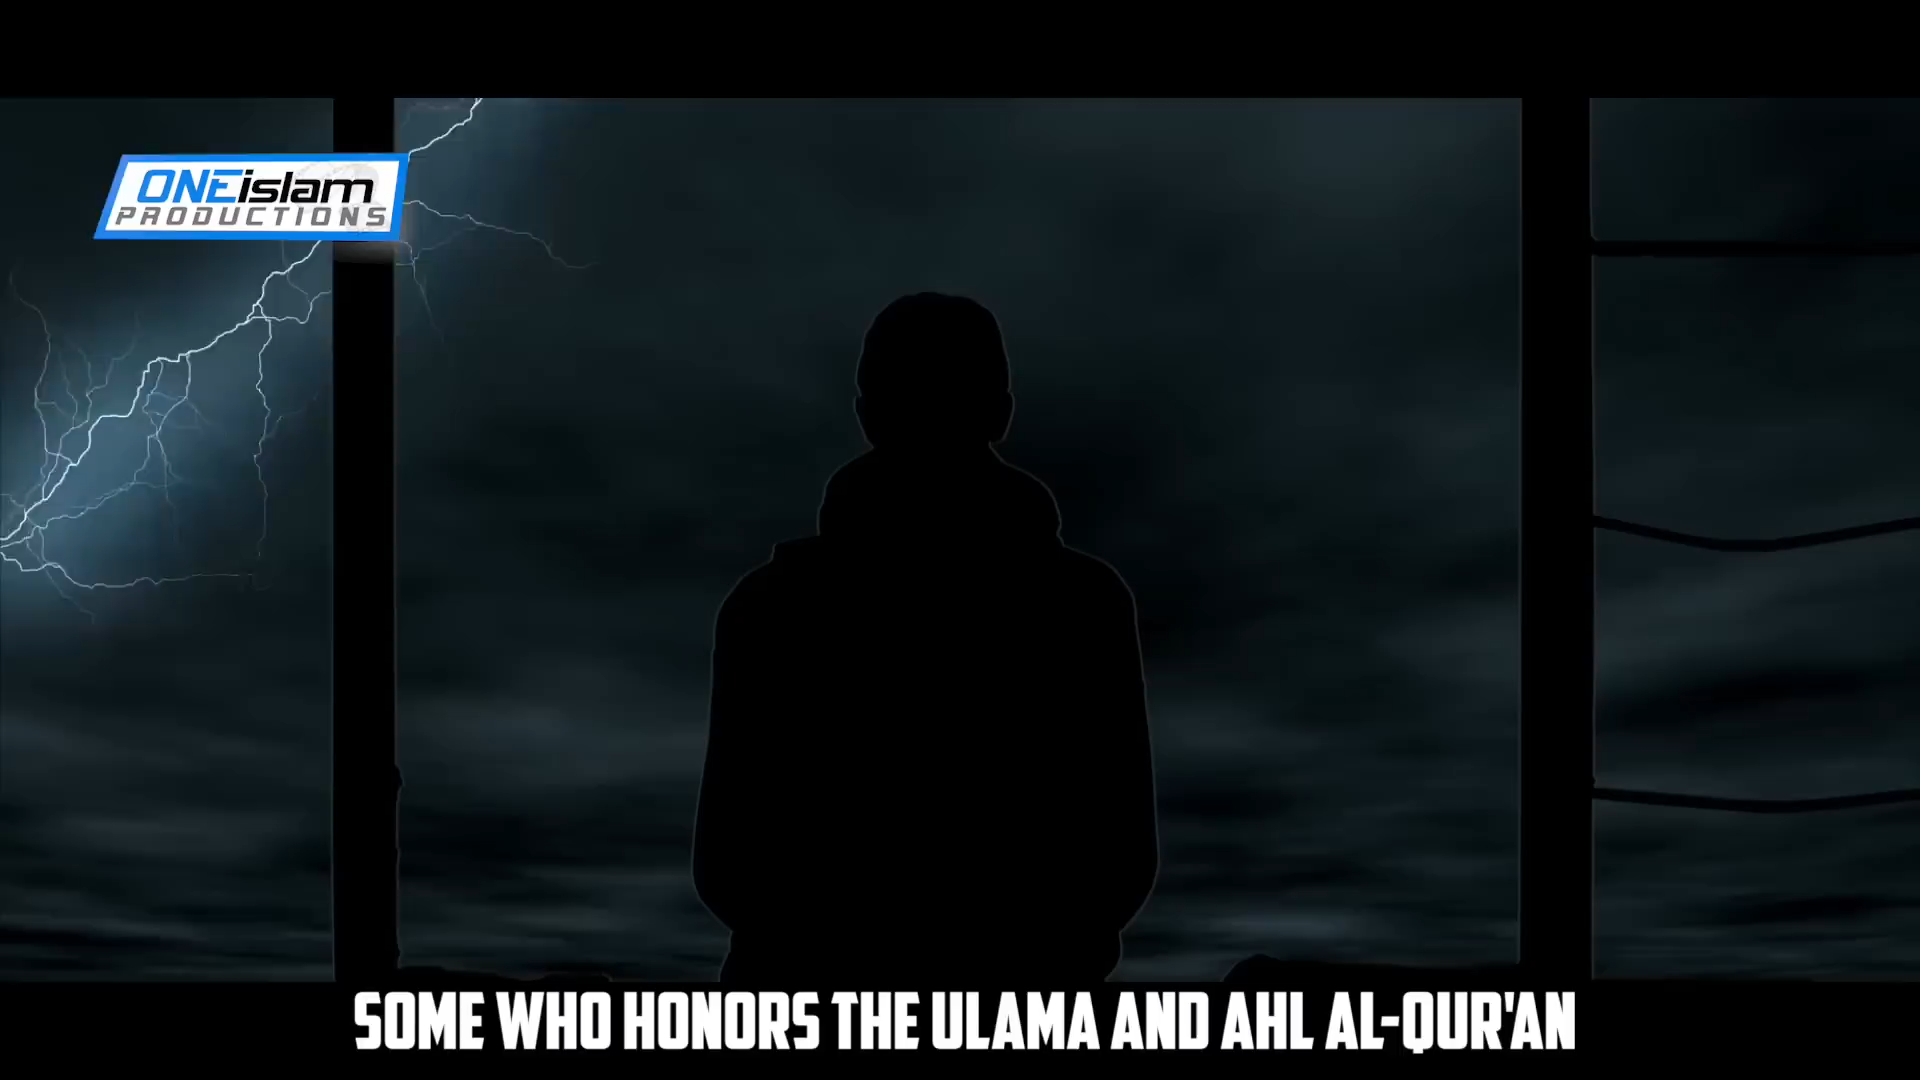 ONEislam
PRODUCTIONS
SOME WHO HONORS THE ULAMA AND AHL AL-QUR'AN